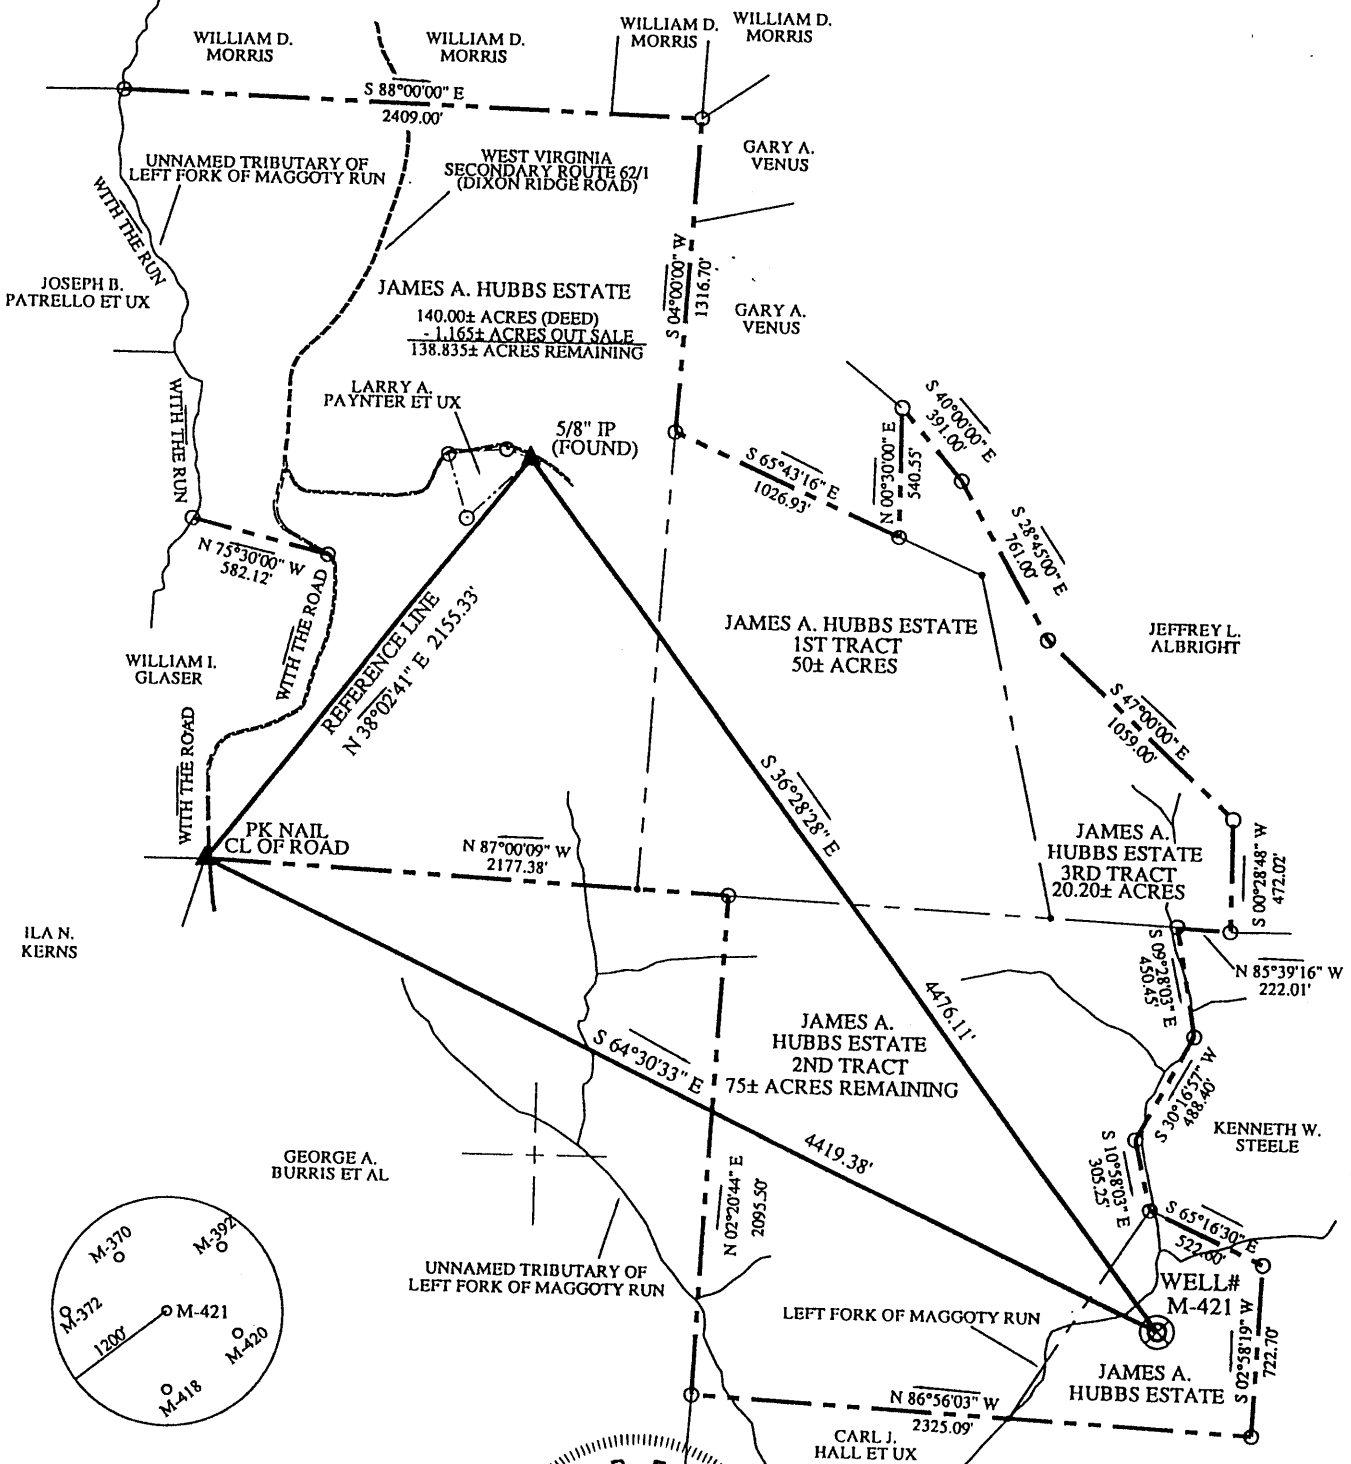 WILLIAM D.
MORRIS
WILLIAM D.
MORRIS
WILLIAM D.
MORRIS
WILLIAM D.
MORRIS
S 88°00'00" E
2409.00'
UNNAMED TRIBUTARY OF
LEFT FORK OF MAGGOTY RUN
WEST VIRGINIA
SECONDARY ROUTE 62/1
(DIXON RIDGE ROAD)
GARY A.
VENUS
WITH THE RUN
JOSEPH B.
PATRELLO ET UX
JAMES A. HUBBS ESTATE
140.00± ACRES (DEED)
- 1.165± ACRES OUT SALE
138.835± ACRES REMAINING
S 04°00'00" W
1316.70'
GARY A.
VENUS
WITH THE RUN
LARRY A.
PAYNTER ET UX
5/8" IP
(FOUND)
S 65°43'16" E
1026.93'
N 00°30'00" E
540.55'
S 40°00'00" E
391.00'
S 28°45'00" E
761.00'
N 75°30'00" W
582.12'
WITH THE ROAD
REFERENCE LINE
N 38°02'41" E 2155.33'
JAMES A. HUBBS ESTATE
1ST TRACT
50± ACRES
JEFFREY L.
ALBRIGHT
WILLIAM I.
GLASER
S 47°00'00" E
1059.00'
WITH THE ROAD
S 36°28'28" E
4476.11'
PK NAIL
CL OF ROAD
N 87°00'09" W
2177.38'
JAMES A.
HUBBS ESTATE
3RD TRACT
20.20± ACRES
S 00°28'48" W
472.02'
ILA N.
KERNS
S 09°28'03" E
450.45'
N 85°39'16" W
222.01'
S 64°30'33" E
4419.38'
JAMES A.
HUBBS ESTATE
2ND TRACT
75± ACRES REMAINING
S 30°16'57" W
488.40'
KENNETH W.
STEELE
S 10°58'03" E
305.25'
GEORGE A.
BURRIS ET AL
N 02°20'44" E
2095.50'
S 65°16'30" E
522.60'
M-370
M-392
M-372
M-421
1200'
M-420
M-418
UNNAMED TRIBUTARY OF
LEFT FORK OF MAGGOTY RUN
LEFT FORK OF MAGGOTY RUN
WELL#
M-421
S 02°58'19" W
722.70'
JAMES A.
HUBBS ESTATE
N 86°56'03" W
2325.09'
CARL J.
HALL ET UX